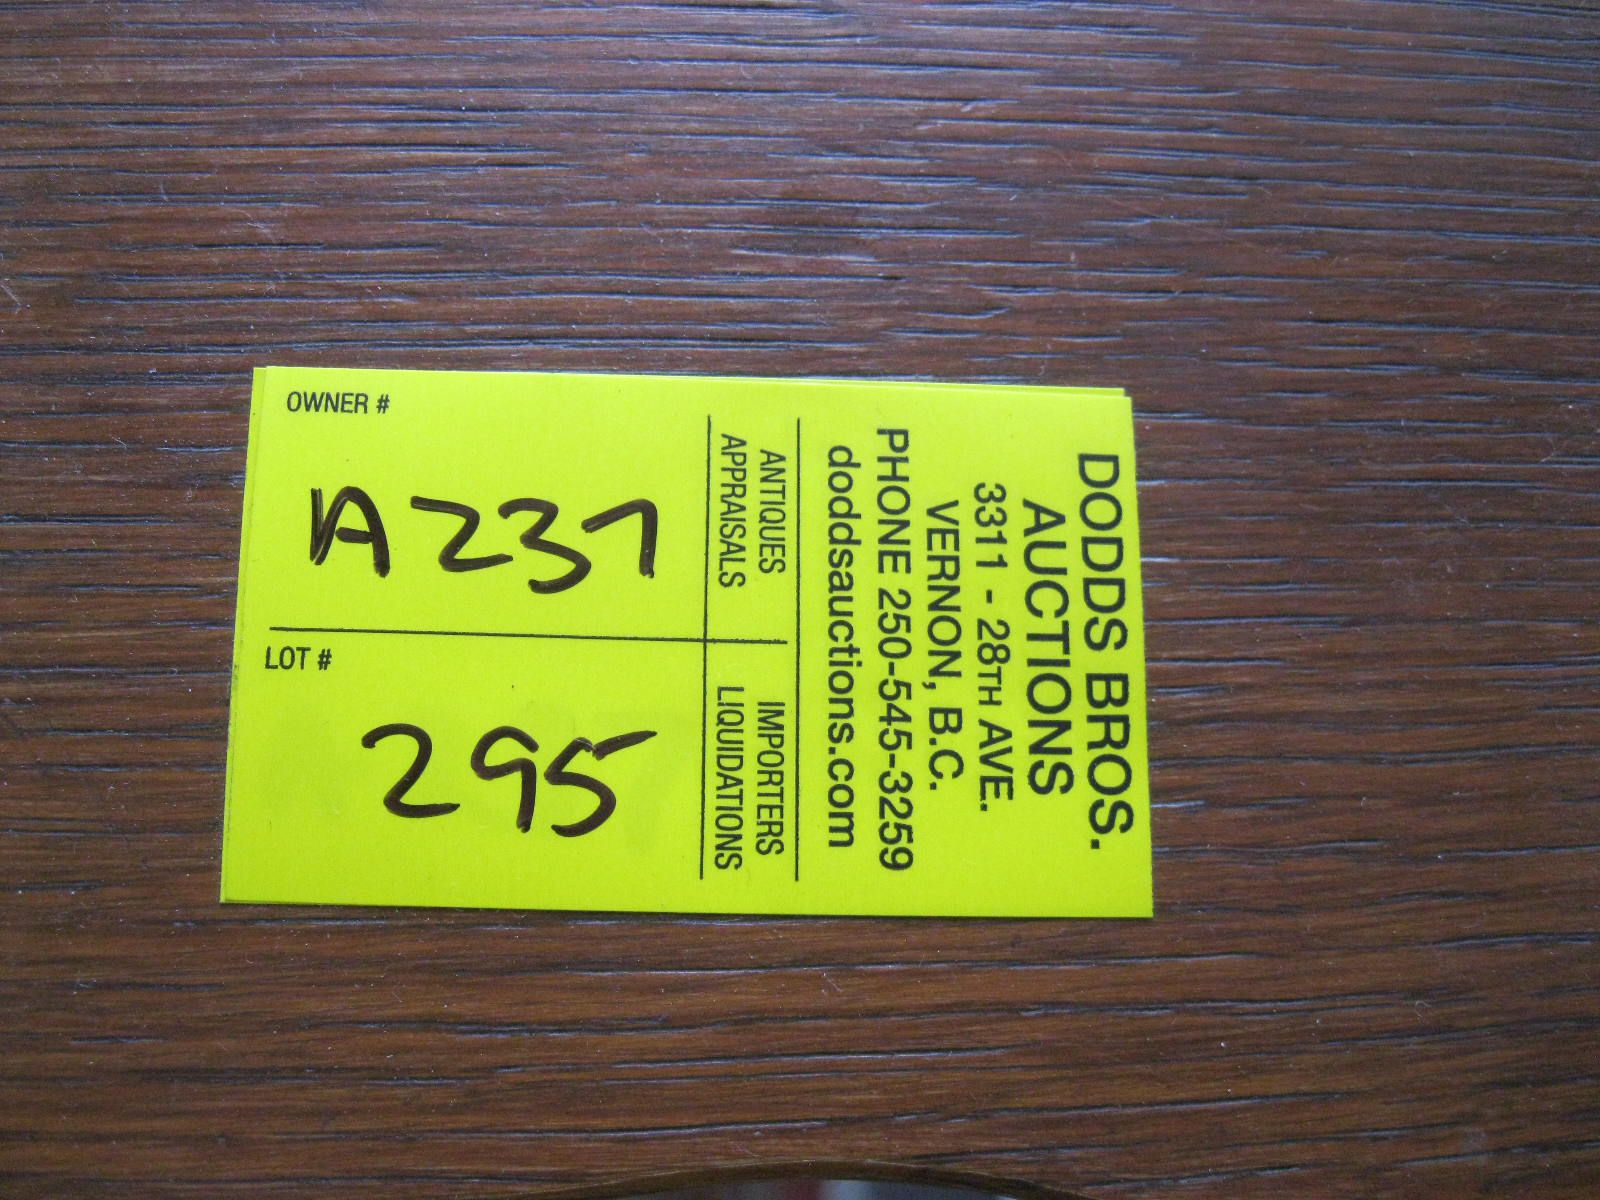 DODDS BROS.
AUCTIONS
3311 - 28TH AVE.
VERNON, B.C.
PHONE 250-545-3259
doddsauctions.com
ANTIQUES
APPRAISALS
IMPORTERS
LIQUIDATIONS
OWNER #
A237
LOT #
295